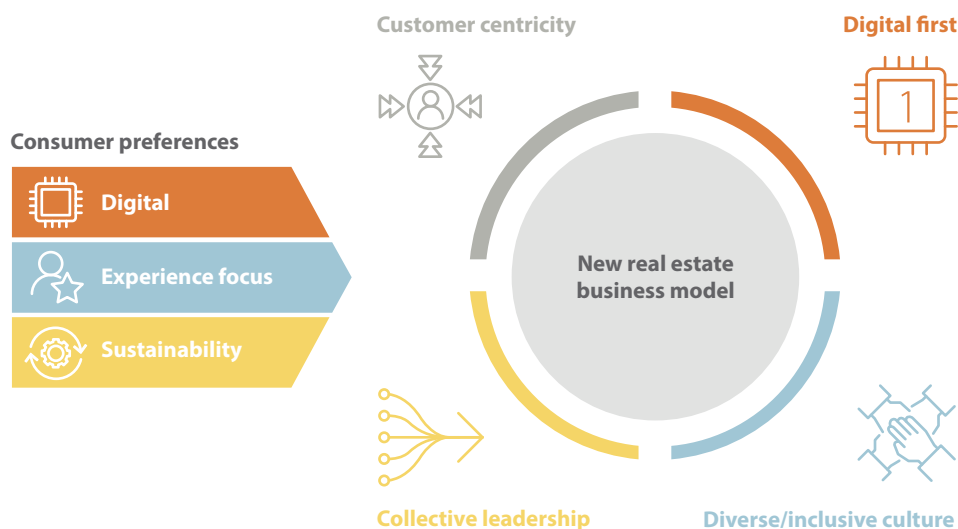 Customer centricity
Digital first
1
Consumer preferences
Digital
Experience focus
Sustainability
New real estate
business model
Collective leadership
Diverse/inclusive culture